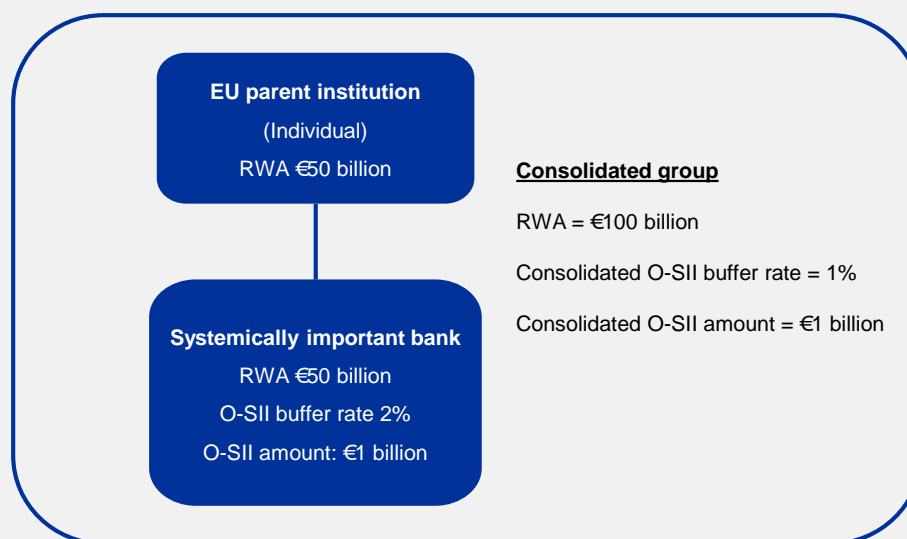 EU parent institution
(Individual)
RWA €50 billion
Consolidated group
RWA = €100 billion
Consolidated O-SII buffer rate = 1%
Consolidated O-SII amount = €1 billion
Systemically important bank
RWA €50 billion
O-SII buffer rate 2%
O-SII amount: €1 billion